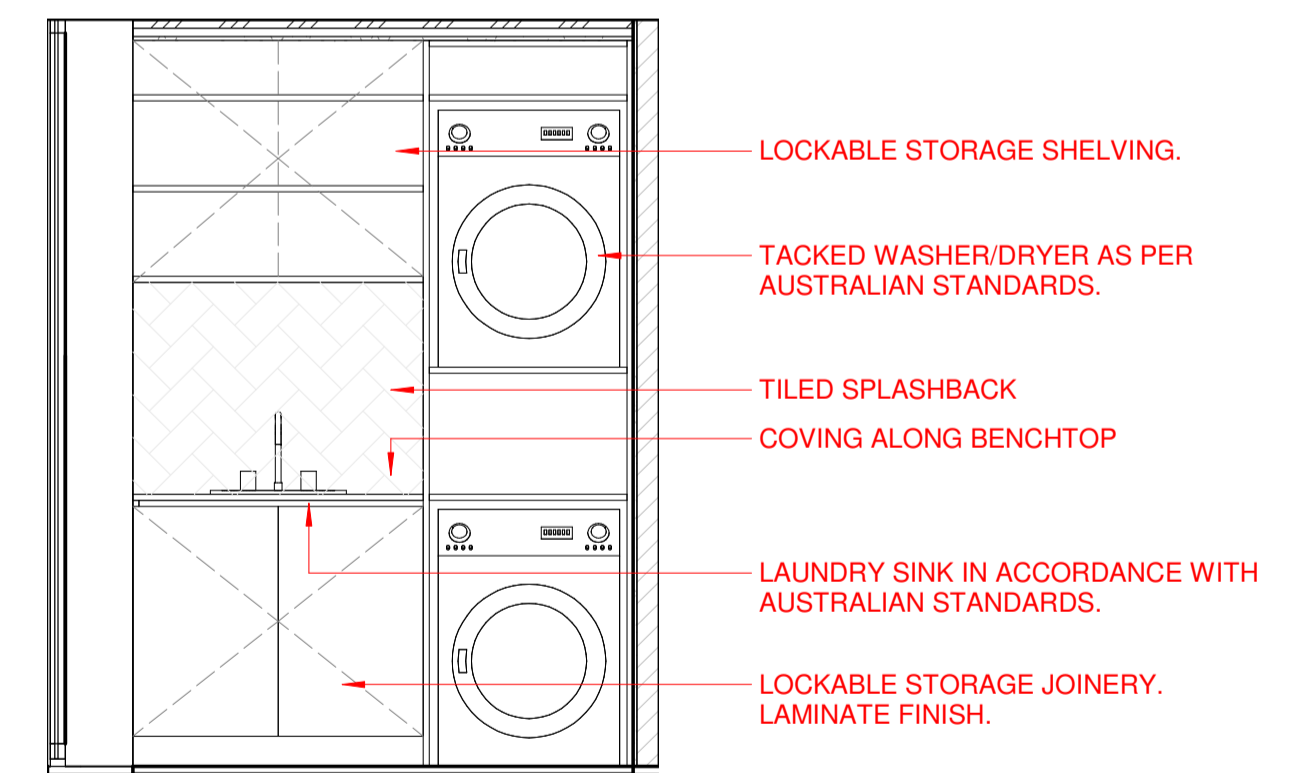 LOCKABLE STORAGE SHELVING.
TACKED WASHER/DRYER AS PER
AUSTRALIAN STANDARDS.
TILED SPLASHBACK
COVING ALONG BENCHTOP
LAUNDRY SINK IN ACCORDANCE WITH
AUSTRALIAN STANDARDS.
LOCKABLE STORAGE JOINERY.
LAMINATE FINISH.